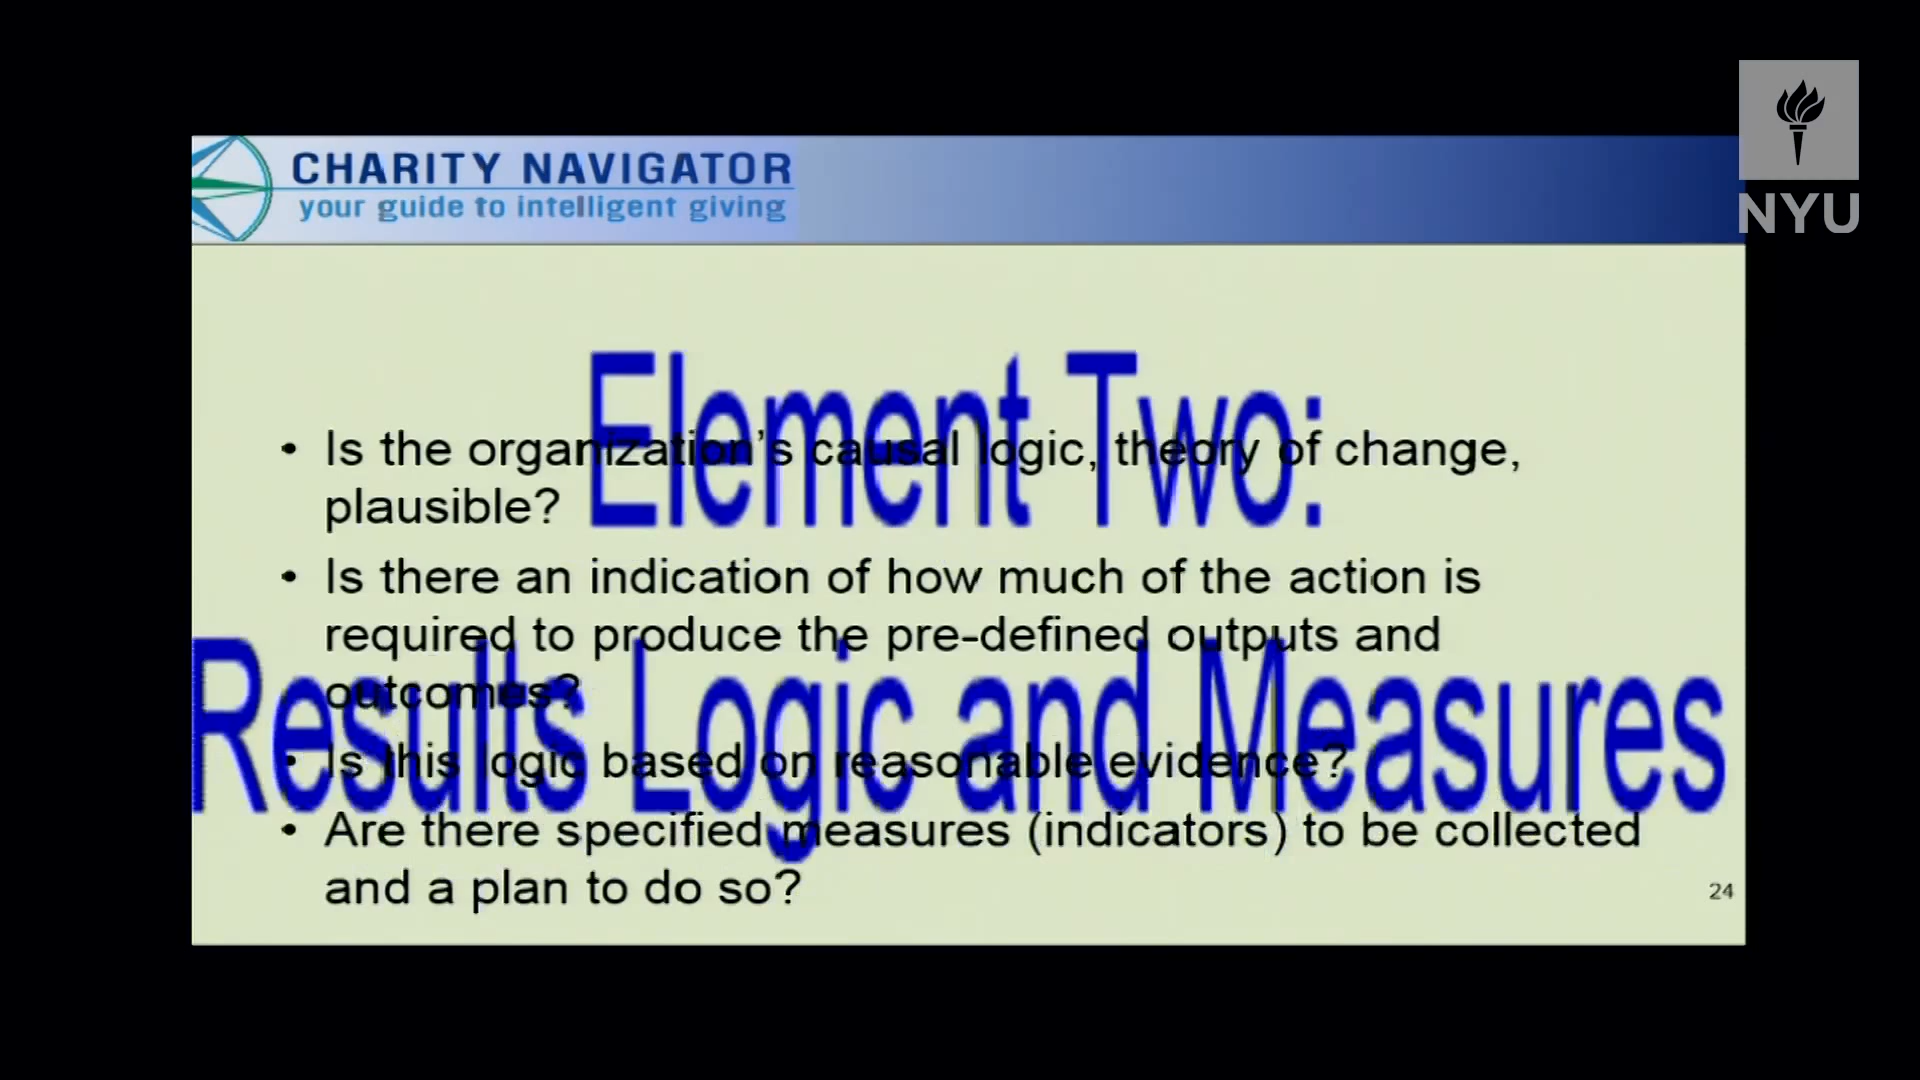 CHARITY NAVIGATOR
your guide to intelligent giving
NYU
Element Two:
Results Logic and Measures
• Is the organization’s causal logic, theory of change,
plausible?
• Is there an indication of how much of the action is
required to produce the pre-defined outputs and
outcomes?
• Is this logic based on reasonable evidence?
• Are there specified measures (indicators) to be collected
and a plan to do so?
24